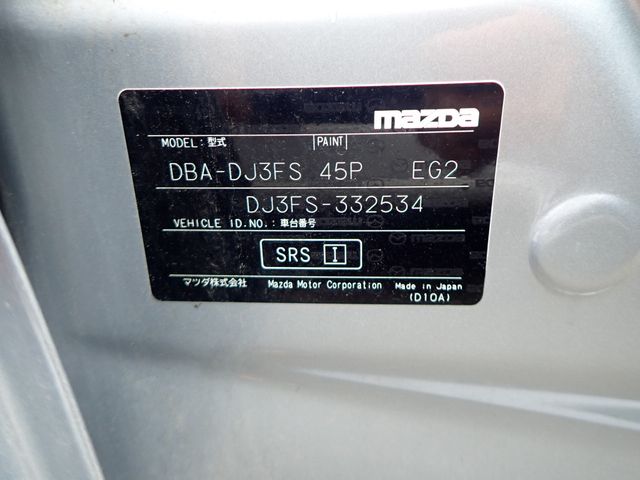 mazda
MODEL: 型式 PAINT
DBA-DJ3FS 45P EG2
DJ3FS-332534
VEHICLE ID.NO.: 車台番号
SRS I
マツダ株式会社 Mazda Motor Corporation Made in Japan
(D10A)